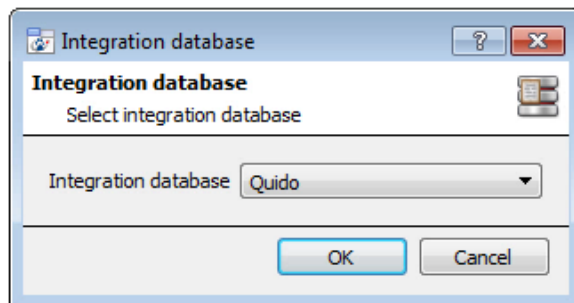 Integration database
Integration database
Select integration database
Integration database Quido
OK Cancel